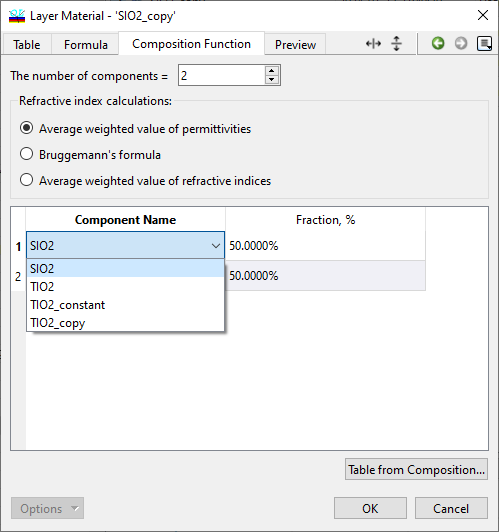 Layer Material - 'SIO2_copy'
Table Formula Composition Function Preview
The number of components = 2
Refractive index calculations:
Average weighted value of permittivities
Bruggemann's formula
Average weighted value of refractive indices
Component Name Fraction, %
1 SIO2 50.0000%
SIO2
2 50.0000%
TIO2
TIO2_constant
TIO2_copy
Table from Composition...
Options OK Cancel